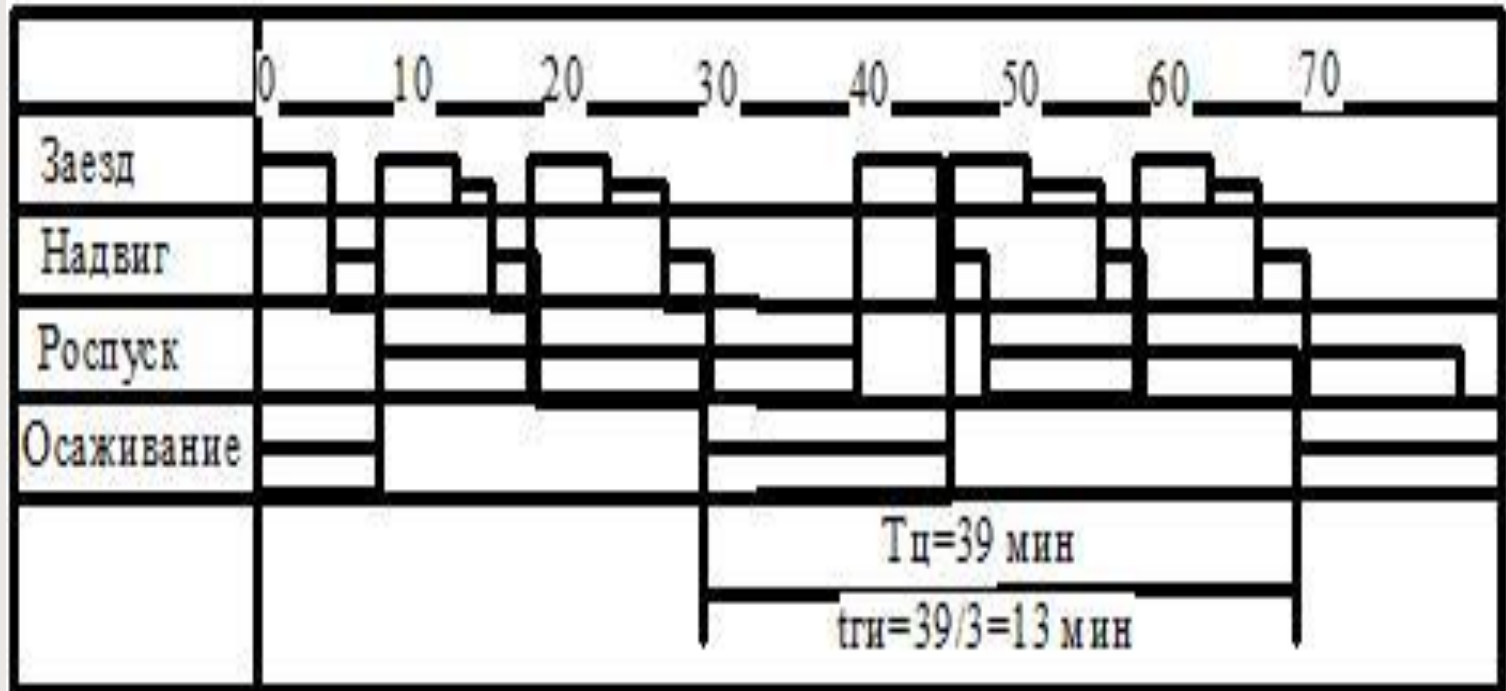 0 10 20 30 40 50 60 70
Заезд
Надвиг
Роспуск
Осаживание
Тц=39 мин
tги=39/3=13 мин